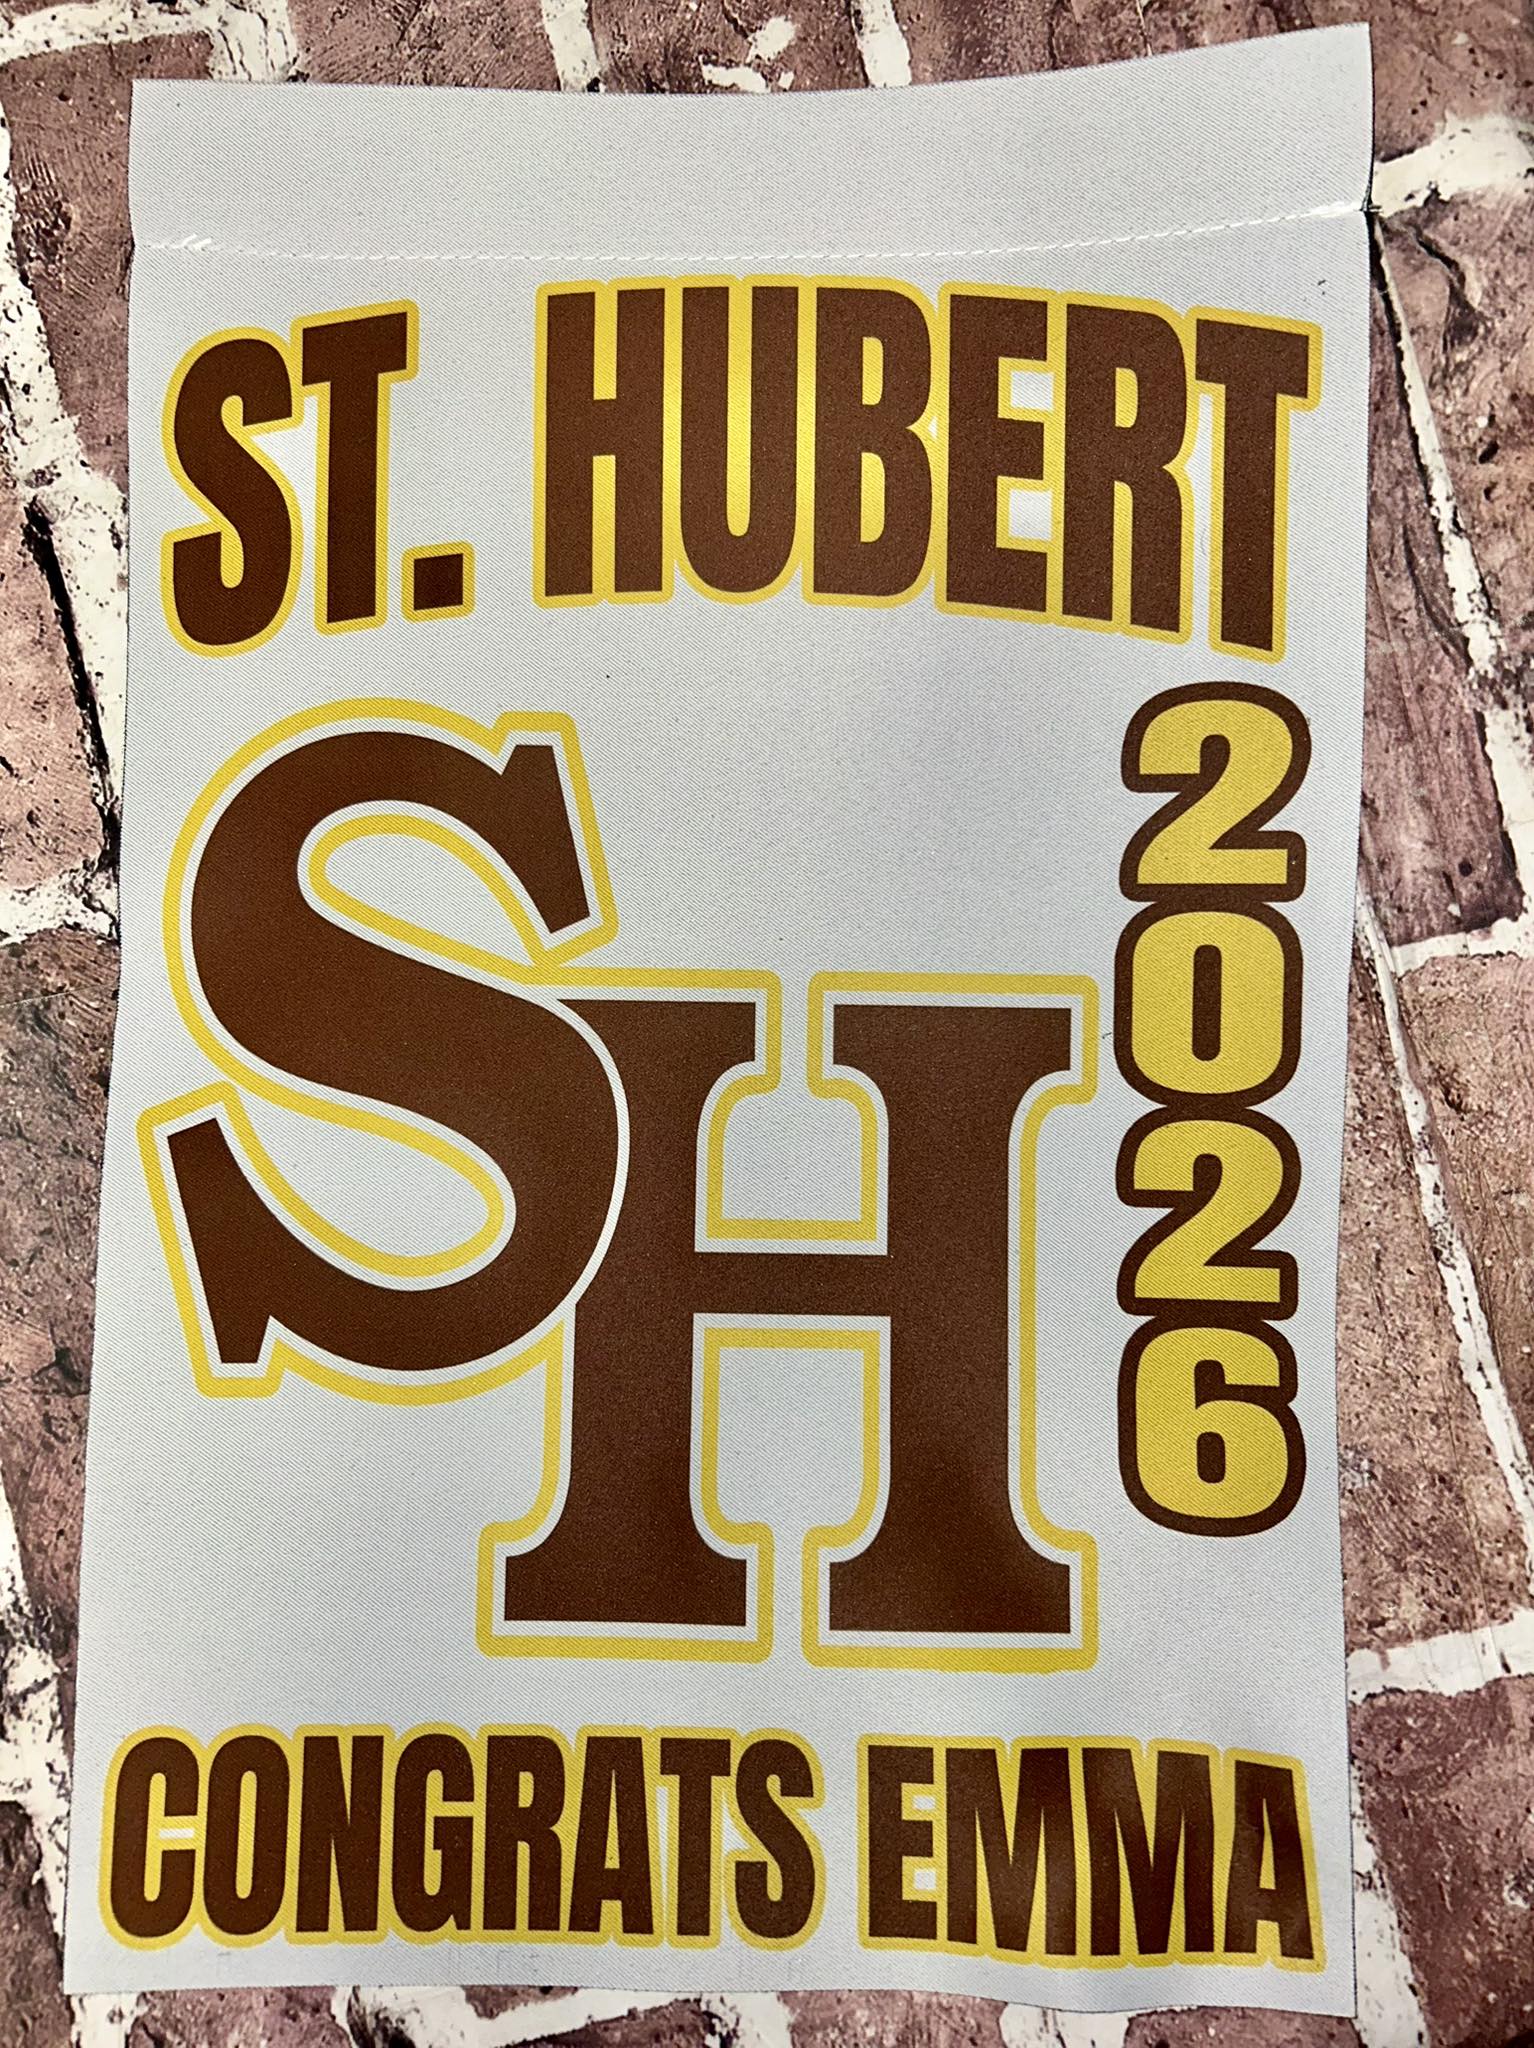 ST. HUBERT
SH
2026
CONGRATS EMMA